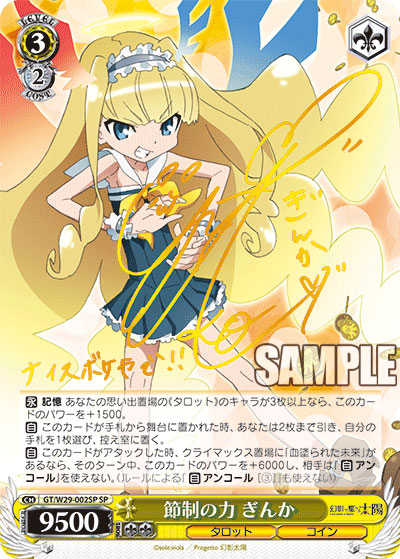 LEVEL
3
2
COST
ぎんか
ナイスボケやで!!
SAMPLE
永 記憶 あなたの思い出置場の《タロット》のキャラが3枚以上なら、このカードのパワーを+1500。
自 このカードが手札から舞台に置かれた時、あなたは2枚まで引き、自分の手札を1枚選び、控え室に置く。
自 このカードがアタックした時、クライマックス置場に「血塗られた未来」があるなら、そのターン中、このカードのパワーを+6000し、相手は「自 アンコール」を使えない。(ルールによる「自 アンコール [③]」も使えない)
CH GT/W29-002SP SP
9500
節制の力 ぎんか
タロット
コイン
幻影ヲ駆ケル太陽
©sole;viola / Progetto 幻影太陽